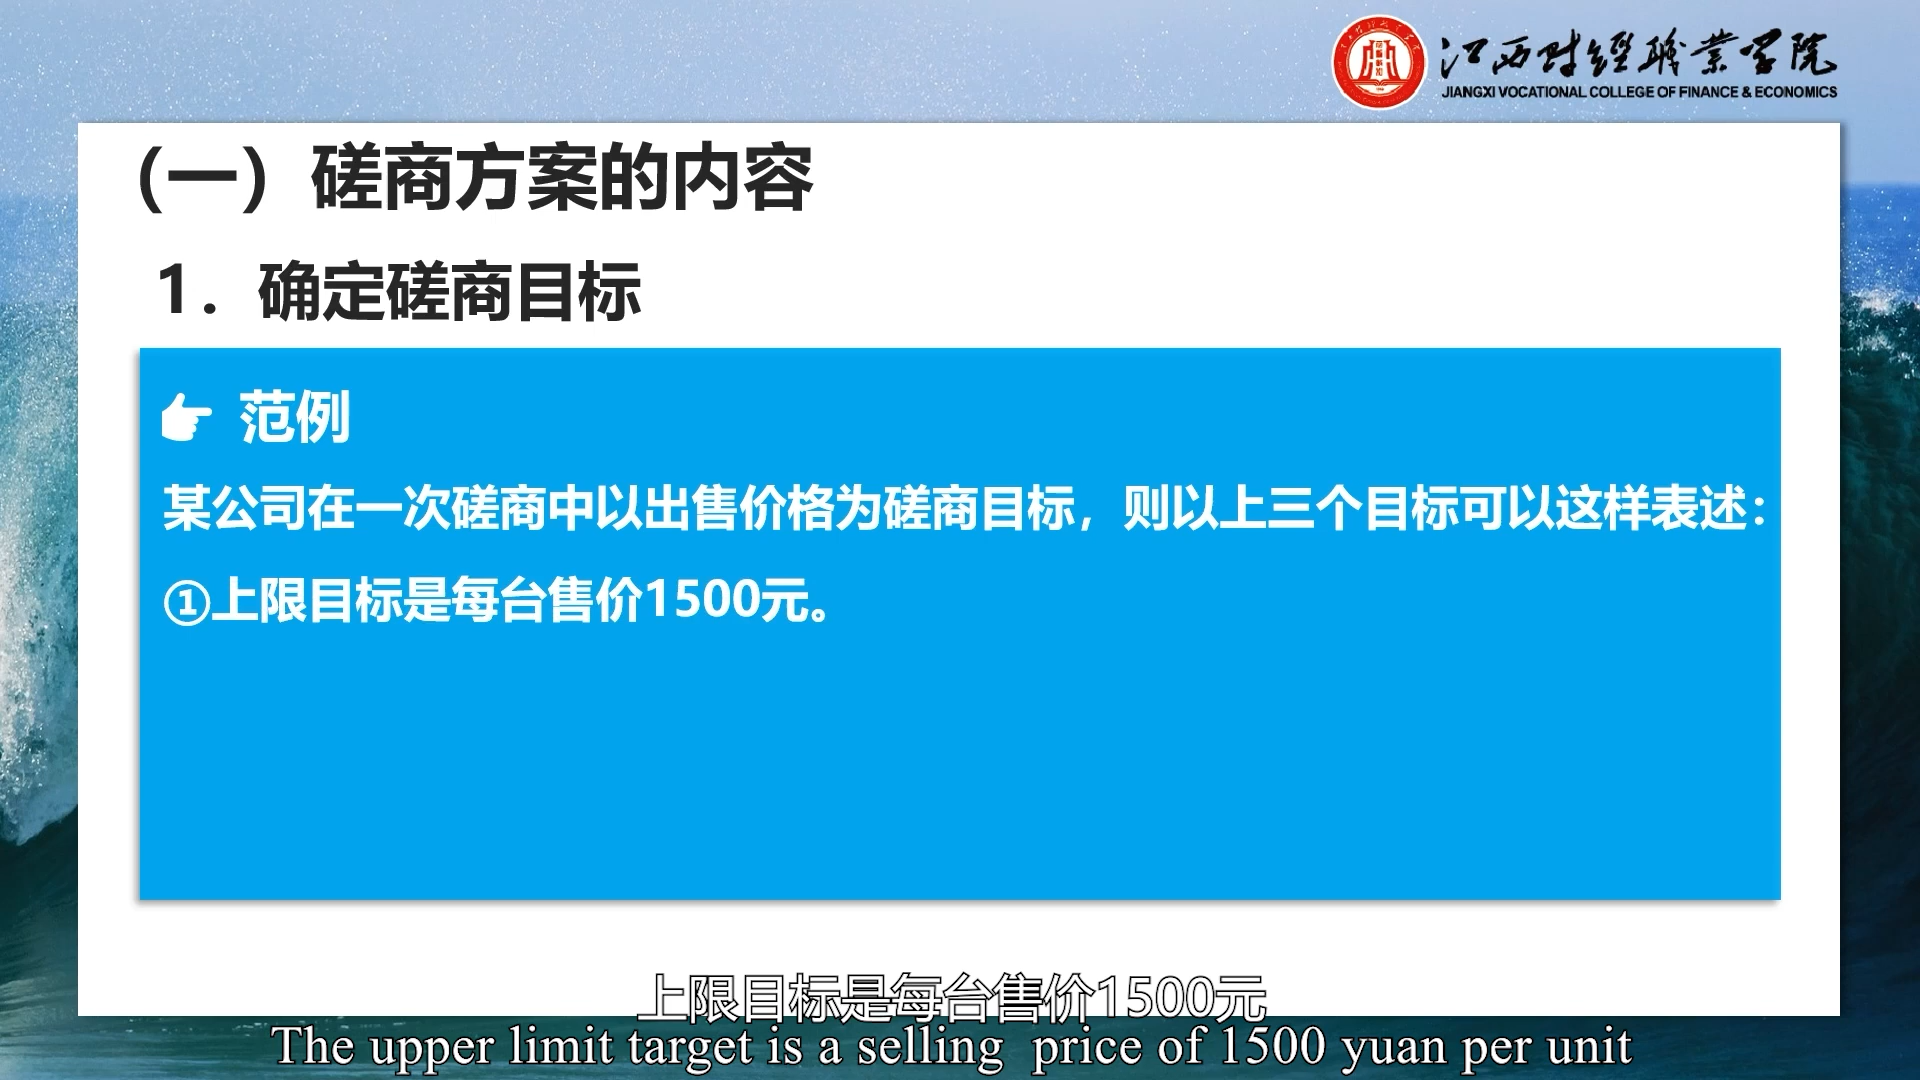 江西财经职业学院
JIANGXI VOCATIONAL COLLEGE OF FINANCE & ECONOMICS
（一）磋商方案的内容
1．确定磋商目标
范例
某公司在一次磋商中以出售价格为磋商目标，则以上三个目标可以这样表述：
①上限目标是每台售价1500元。
上限目标是每台售价1500元
The upper limit target is a selling price of 1500 yuan per unit